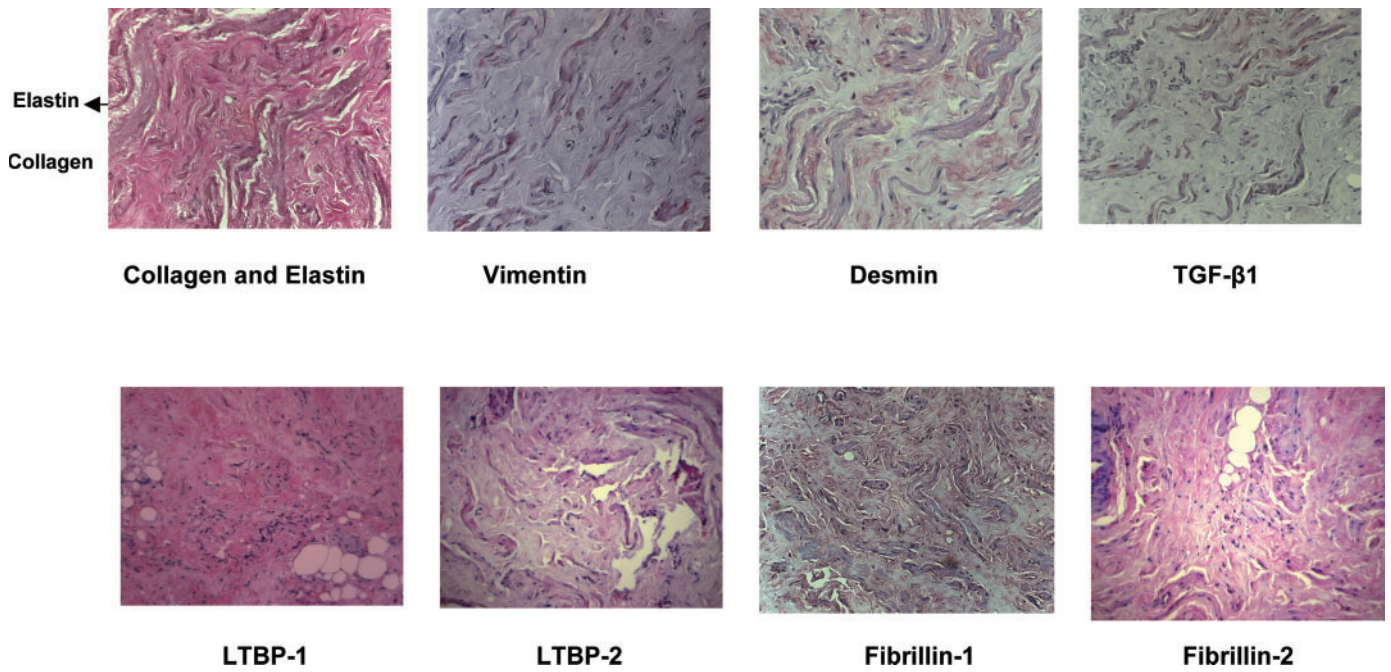 Elastin
Collagen
Collagen and Elastin
Vimentin
Desmin
TGF-β1
LTBP-1
LTBP-2
Fibrillin-1
Fibrillin-2